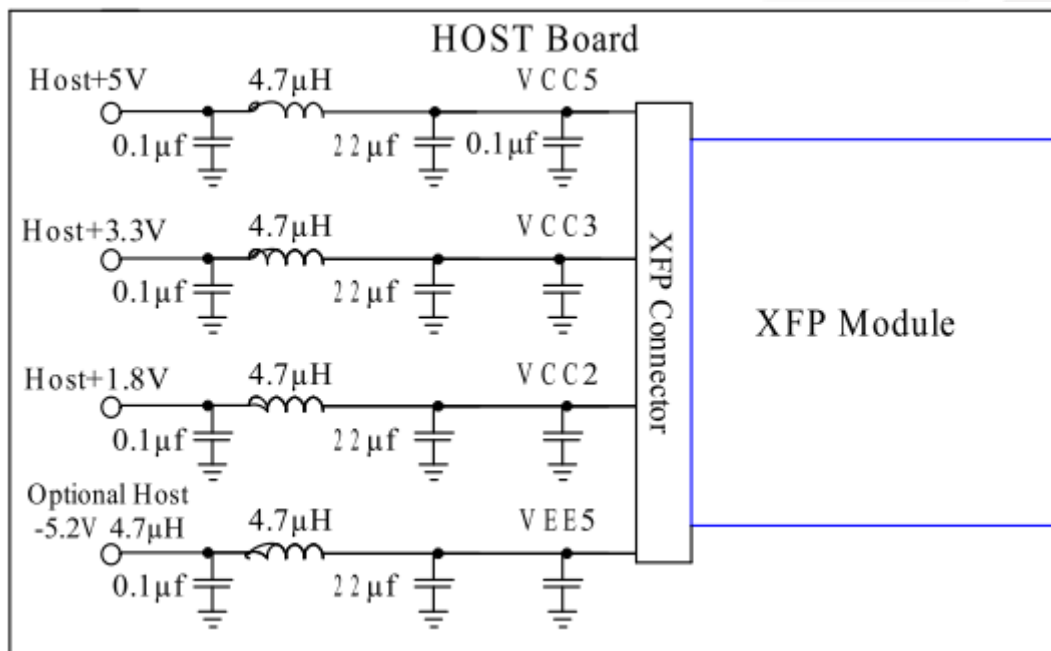 HOST Board
Host+5V
4.7μH
VCC5
0.1μf
22μf
0.1μf
Host+3.3V
4.7μH
VCC3
0.1μf
22μf
Host+1.8V
4.7μH
VCC2
0.1μf
22μf
Optional Host
-5.2V 4.7μH
4.7μH
VEE5
0.1μf
22μf
XFP Connector
XFP Module